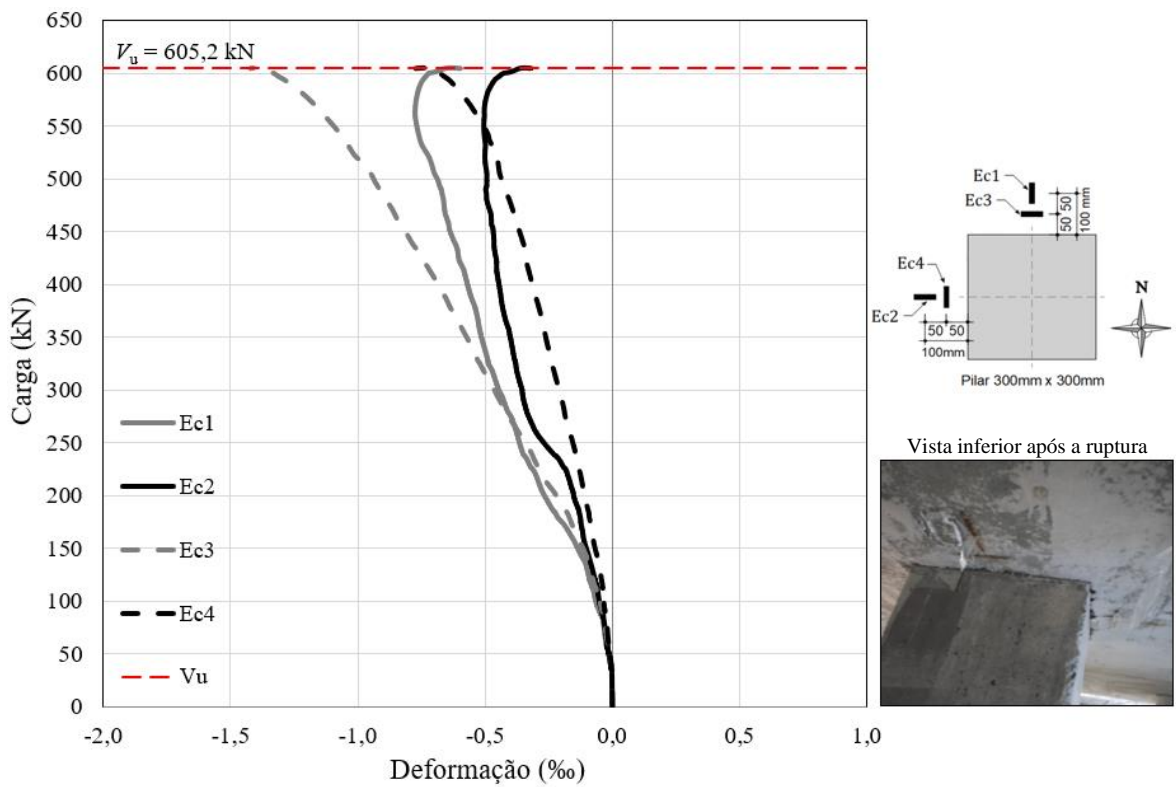 650
600
550
500
450
400
350
300
250
200
150
100
50
0
Carga (kN)
Vu = 605,2 kN
Ec1
Ec2
Ec3
Ec4
Vu
-2,0 -1,5 -1,0 -0,5 0,0 0,5 1,0
Deformação (‰)
Ec1
Ec3
50 50
100 mm
Ec4
Ec2
50 50
100mm
N
Pilar 300mm x 300mm
Vista inferior após a ruptura